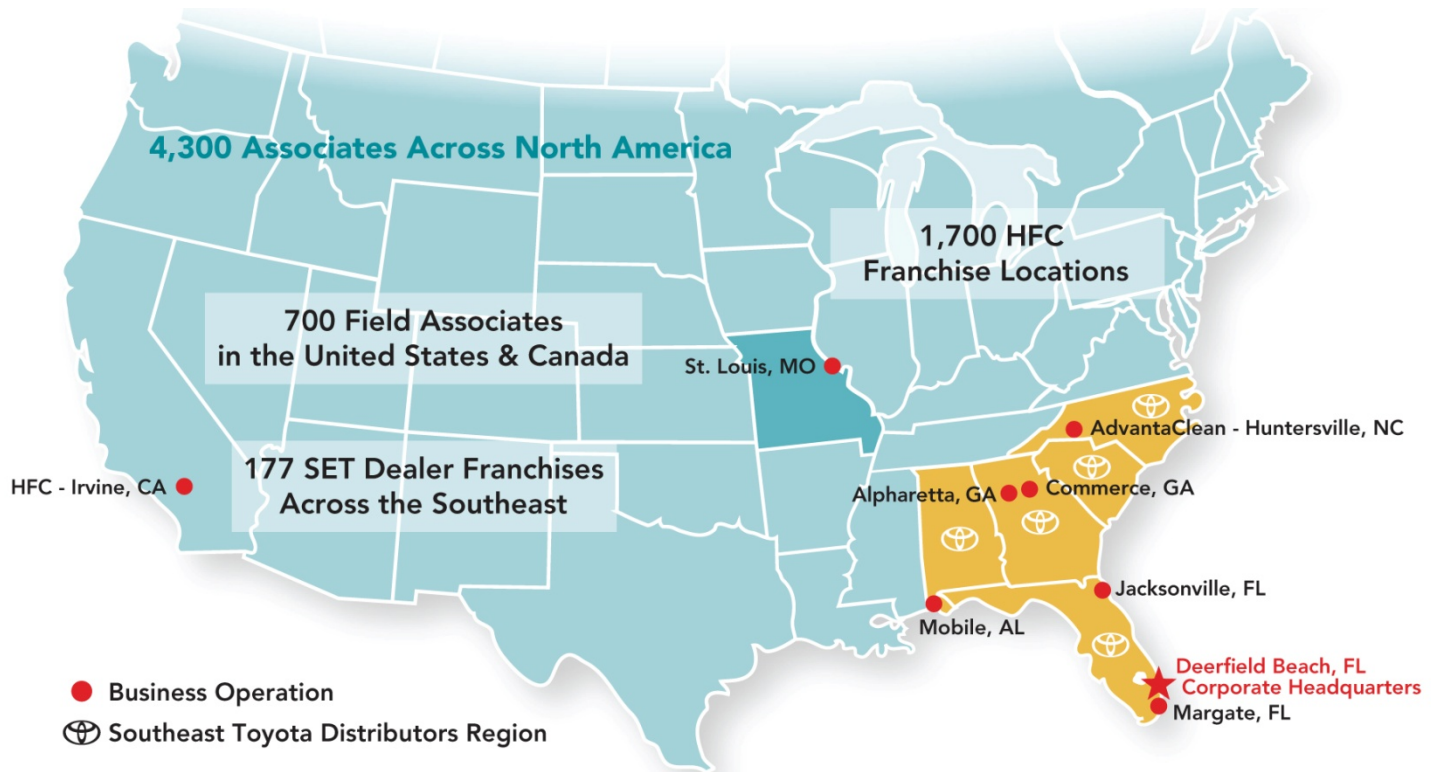 4,300 Associates Across North America
1,700 HFC
Franchise Locations
700 Field Associates
in the United States & Canada
St. Louis, MO
AdvantaClean - Huntersville, NC
177 SET Dealer Franchises
Across the Southeast
HFC - Irvine, CA
Alpharetta, GA
Commerce, GA
Jacksonville, FL
Mobile, AL
Deerfield Beach, FL
Corporate Headquarters
Margate, FL
Business Operation
Southeast Toyota Distributors Region